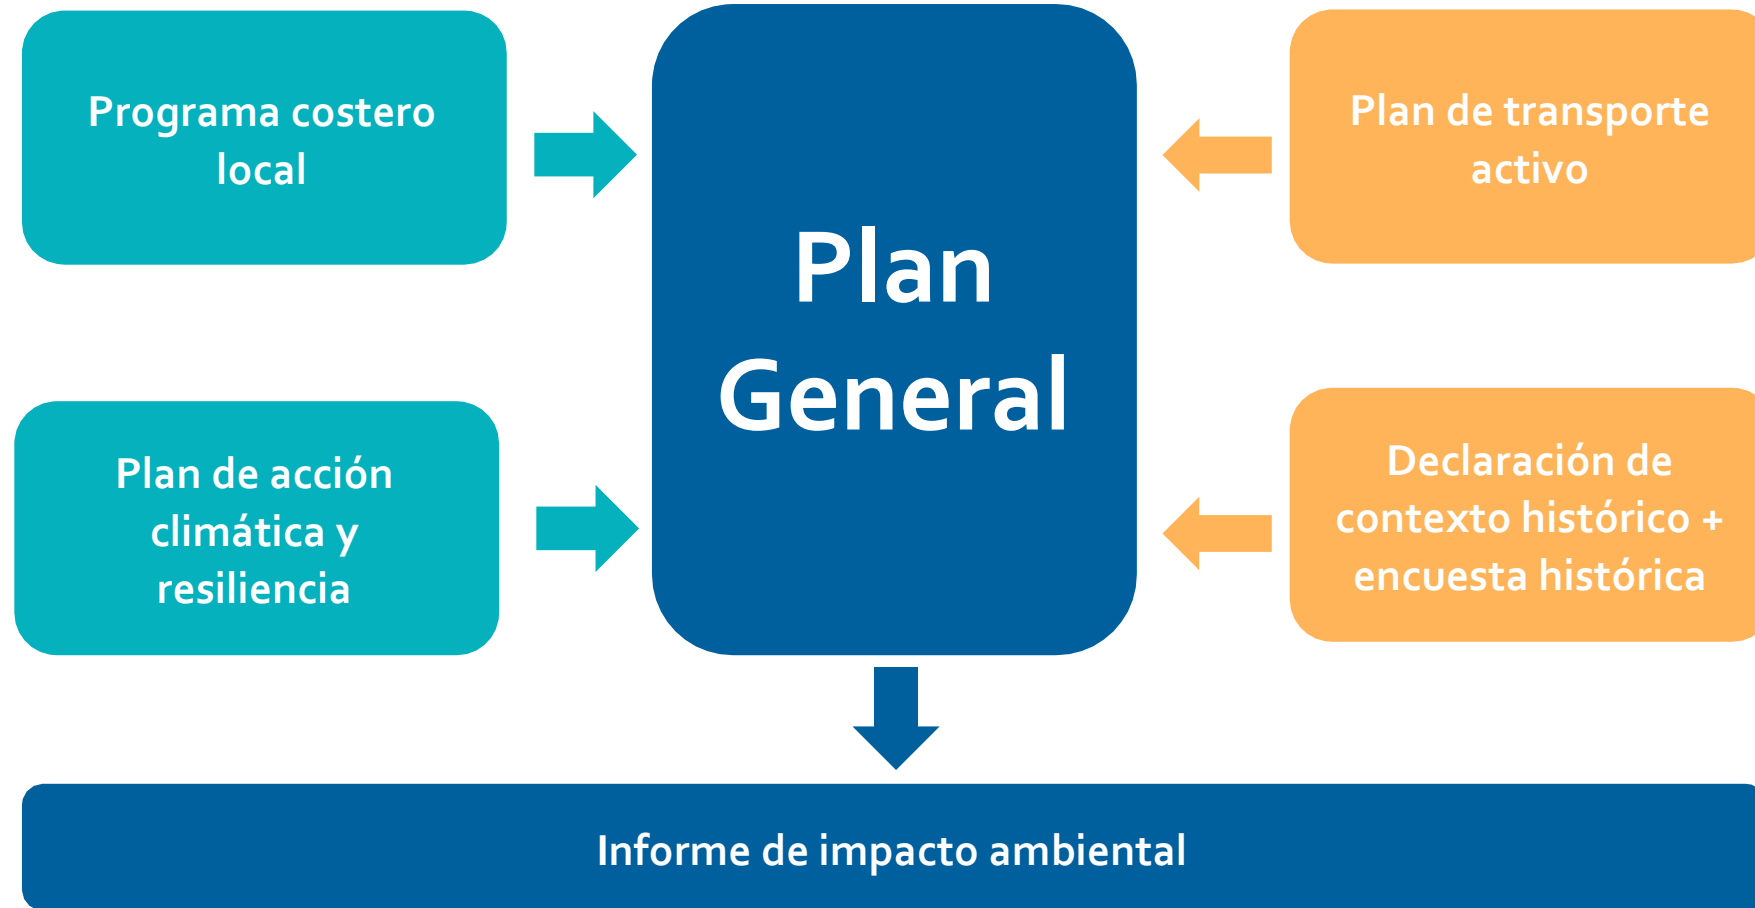 Programa costero
local
Plan de acción
climática y
resiliencia
Plan
General
Plan de transporte
activo
Declaración de
contexto histórico +
encuesta histórica
Informe de impacto ambiental